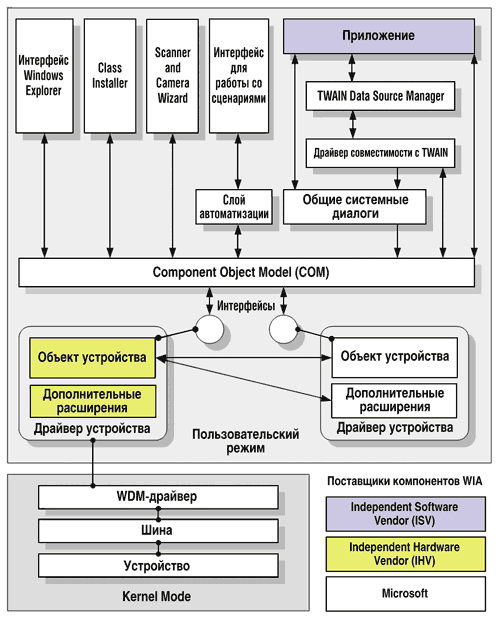 Интерфейс
Windows
Explorer
Class
Installer
Scanner
and
Camera
Wizard
Интерфейс
для
работы со
сценариями
Приложение
TWAIN Data Source Manager
Драйвер совместимости с TWAIN
Слой
автоматизации
Общие системные
диалоги
Component Object Model (COM)
Интерфейсы
Объект устройства
Дополнительные
расширения
Драйвер устройства
Объект устройства
Дополнительные
расширения
Драйвер устройства
Пользовательский
режим
WDM-драйвер
Шина
Устройство
Kernel Mode
Поставщики компонентов WIA
Independent Software
Vendor (ISV)
Independent Hardware
Vendor (IHV)
Microsoft